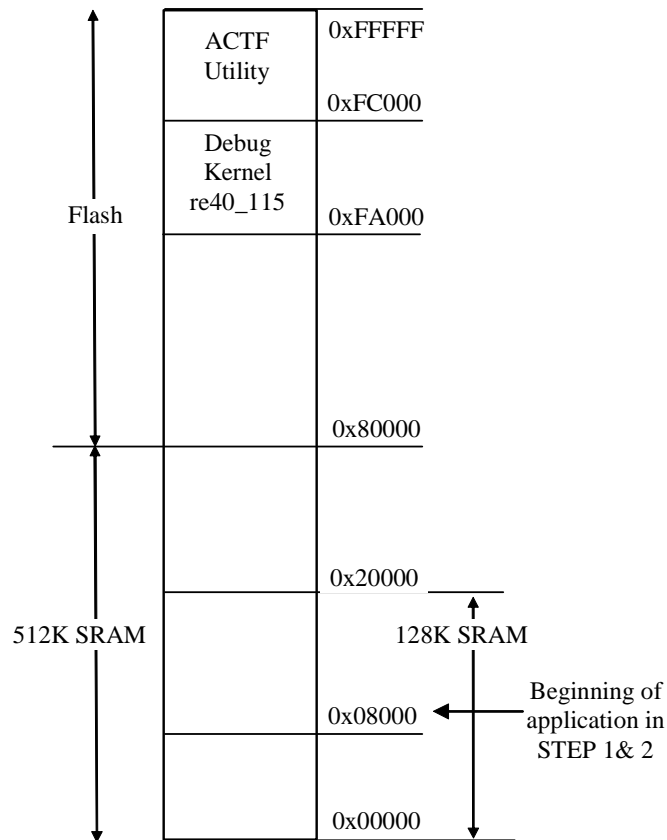 0xFFFFF
ACTF
Utility
0xFC000
Debug
Kernel
re40_115
0xFA000
Flash
0x80000
0x20000
512K SRAM
128K SRAM
0x08000
Beginning of
application in
STEP 1& 2
0x00000